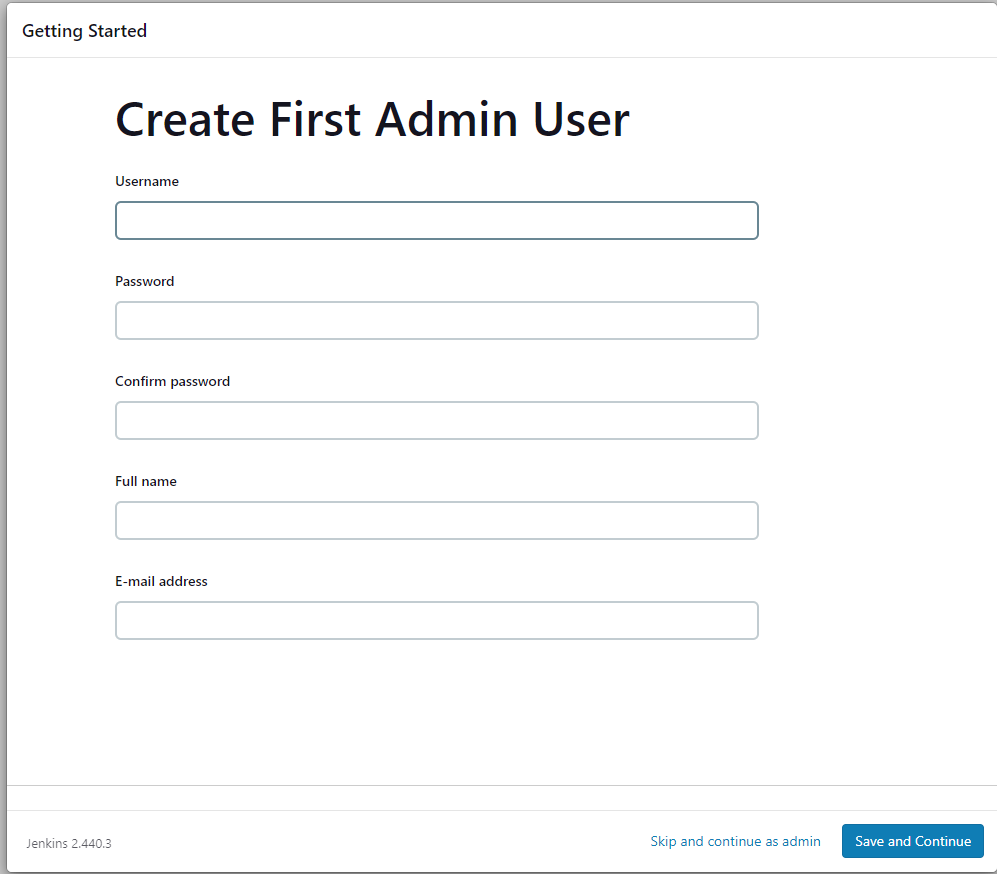 Getting Started
Create First Admin User
Username
Password
Confirm password
Full name
E-mail address
Jenkins 2.440.3
Skip and continue as admin
Save and Continue